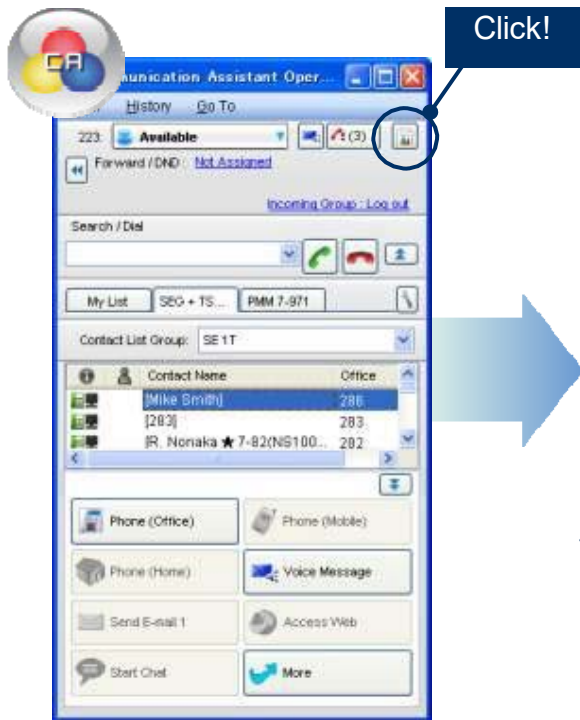 Click!
CA
munication Assistant Oper...
History Go To
223 Available (3)
Forward / DND : Not Assigned
Incoming Group : Log out
Search / Dial
My List SEG + TS... PMM 7-971
Contact List Group: SE 1T
Contact Name Office
[Mike Smith] 286
[283] 283
[R. Nonaka ★ 7-82(NS100... 282
Phone (Office) Phone (Mobile)
Phone (Home) Voice Message
Send E-mail 1 Access Web
Start Chat More